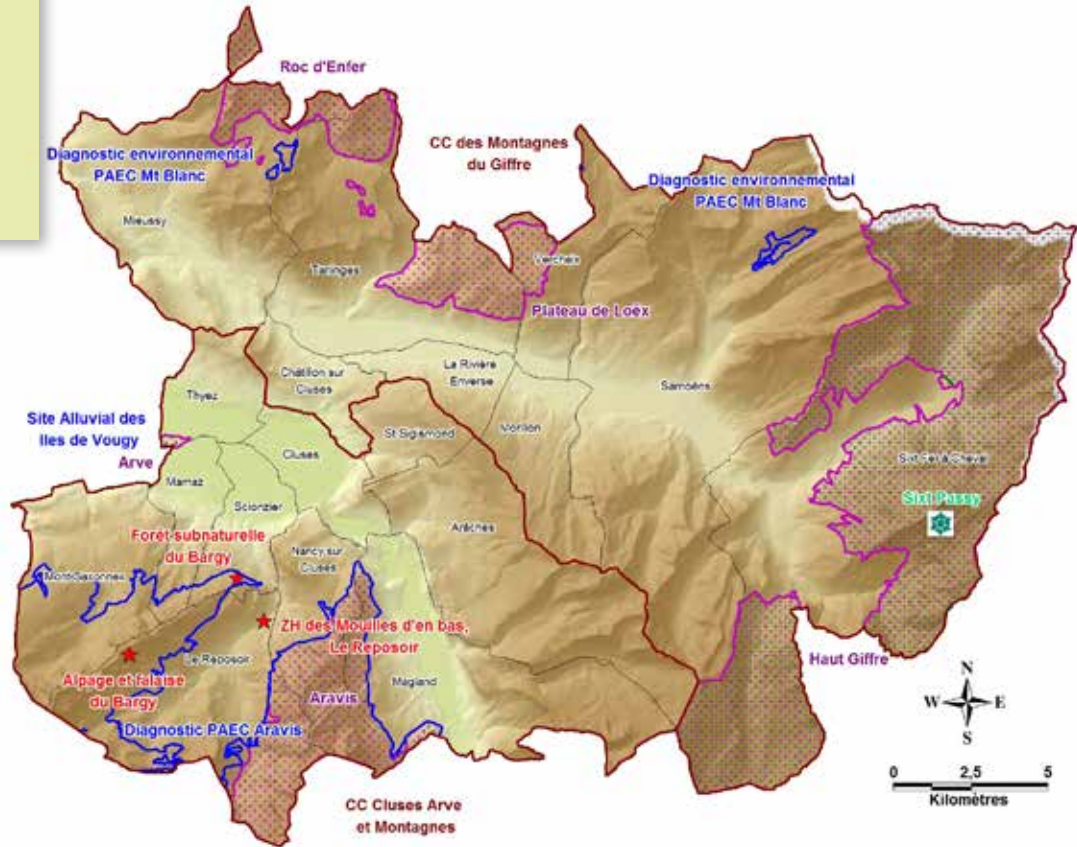 Roc d'Enfer
CC des Montagnes
du Giffre
Diagnostic environnemental
PAEC Mt Blanc
Diagnostic environnemental
PAEC Mt Blanc
Mieussy
Taninges
Verchaix
Plateau de Loëx
La Rivière
Enverse
Châtillon sur
Cluses
Samoëns
Thyez
Morillon
Site Alluvial des
Iles de Vougy
Arve
St Sigismond
Cluses
Marnaz
Sixt Fer à Cheval
Sixt Passy
Scionzier
Arâches
Forêt subnaturelle
du Bargy
Nancy sur
Cluses
Mont Saxonnex
ZH des Mouilles d'en bas,
Le Reposoir
Le Reposoir
Haut Giffre
Alpage et falaise
du Bargy
Aravis
Magland
Diagnostic PAEC Aravis
N
W E
S
0 2,5 5
Kilomètres
CC Cluses Arve
et Montagnes